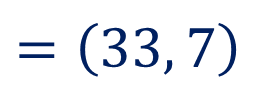 = (33, 7)